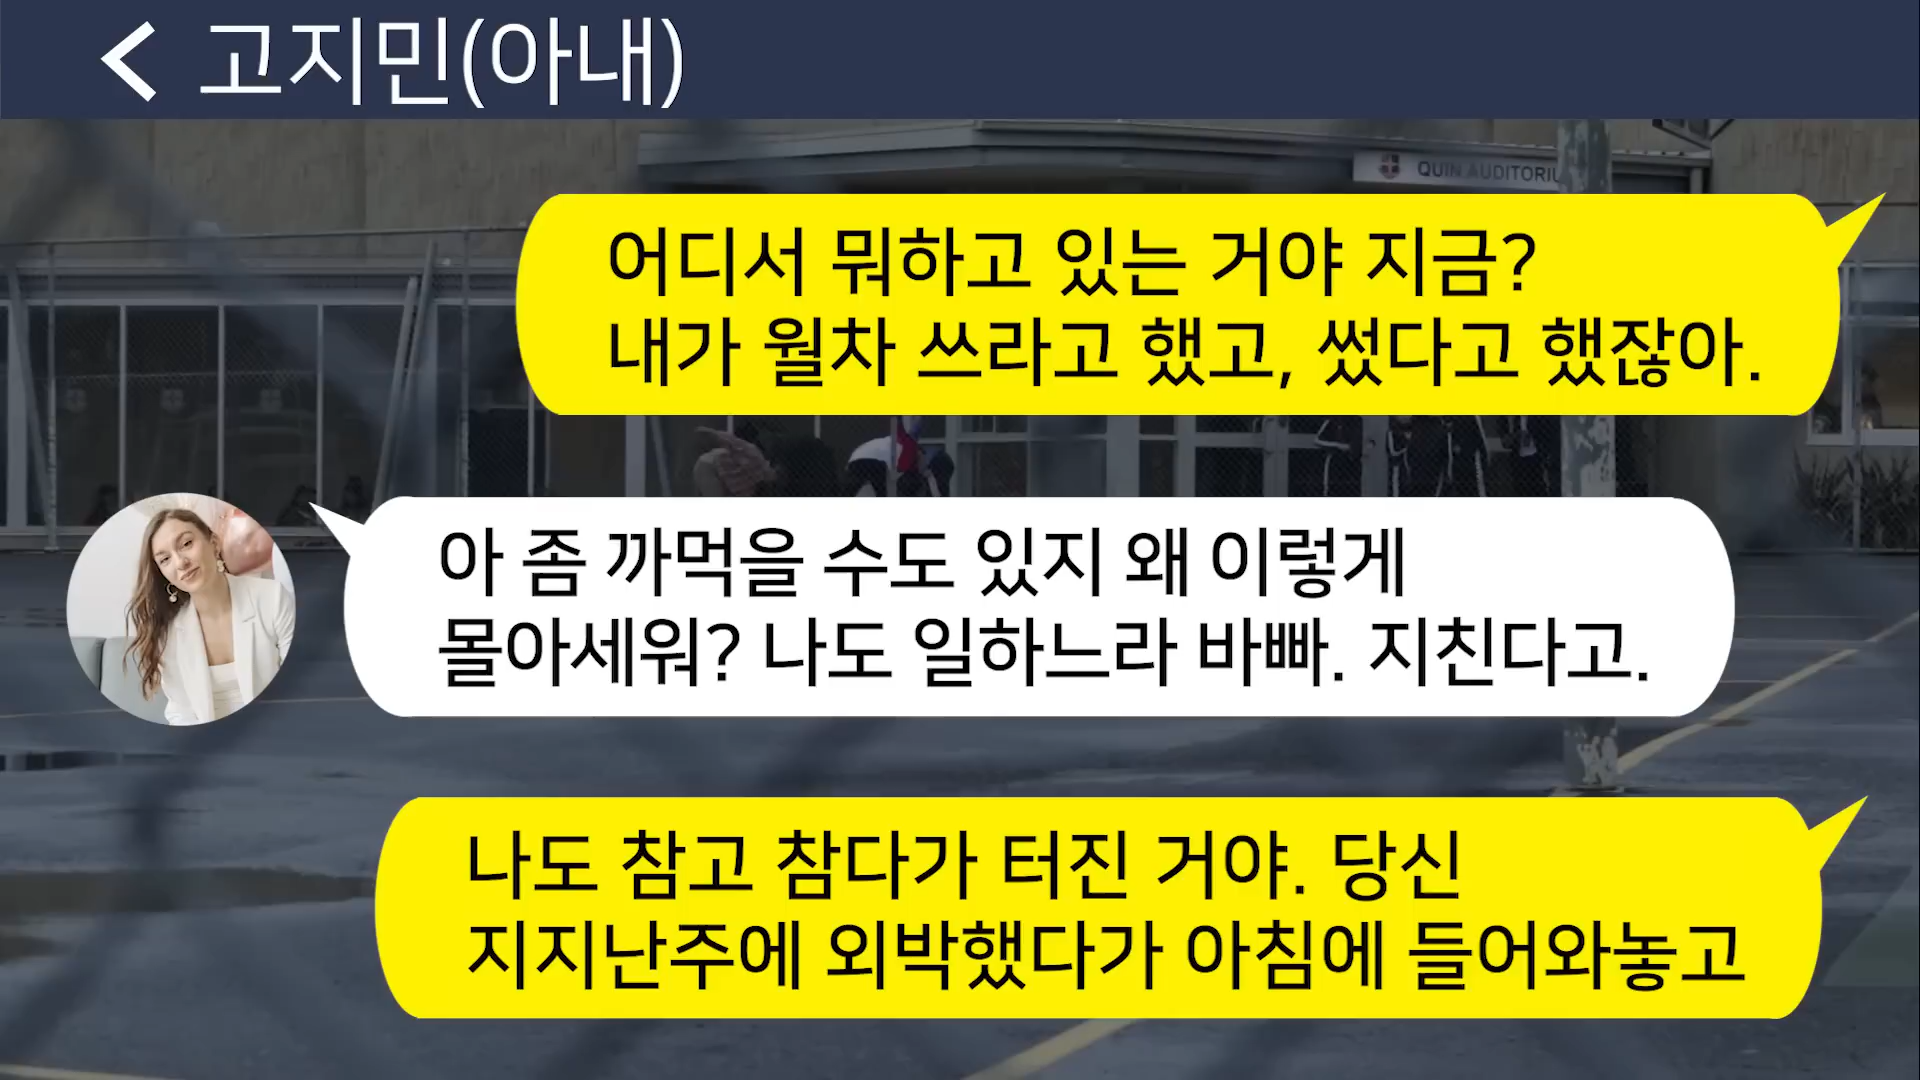 고지민(아내)
QUIN AUDITORIU
어디서 뭐하고 있는 거야 지금?
내가 월차 쓰라고 했고, 썼다고 했잖아.
아 좀 까먹을 수도 있지 왜 이렇게
몰아세워? 나도 일하느라 바빠. 지친다고.
나도 참고 참다가 터진 거야. 당신
지지난주에 외박했다가 아침에 들어와놓고